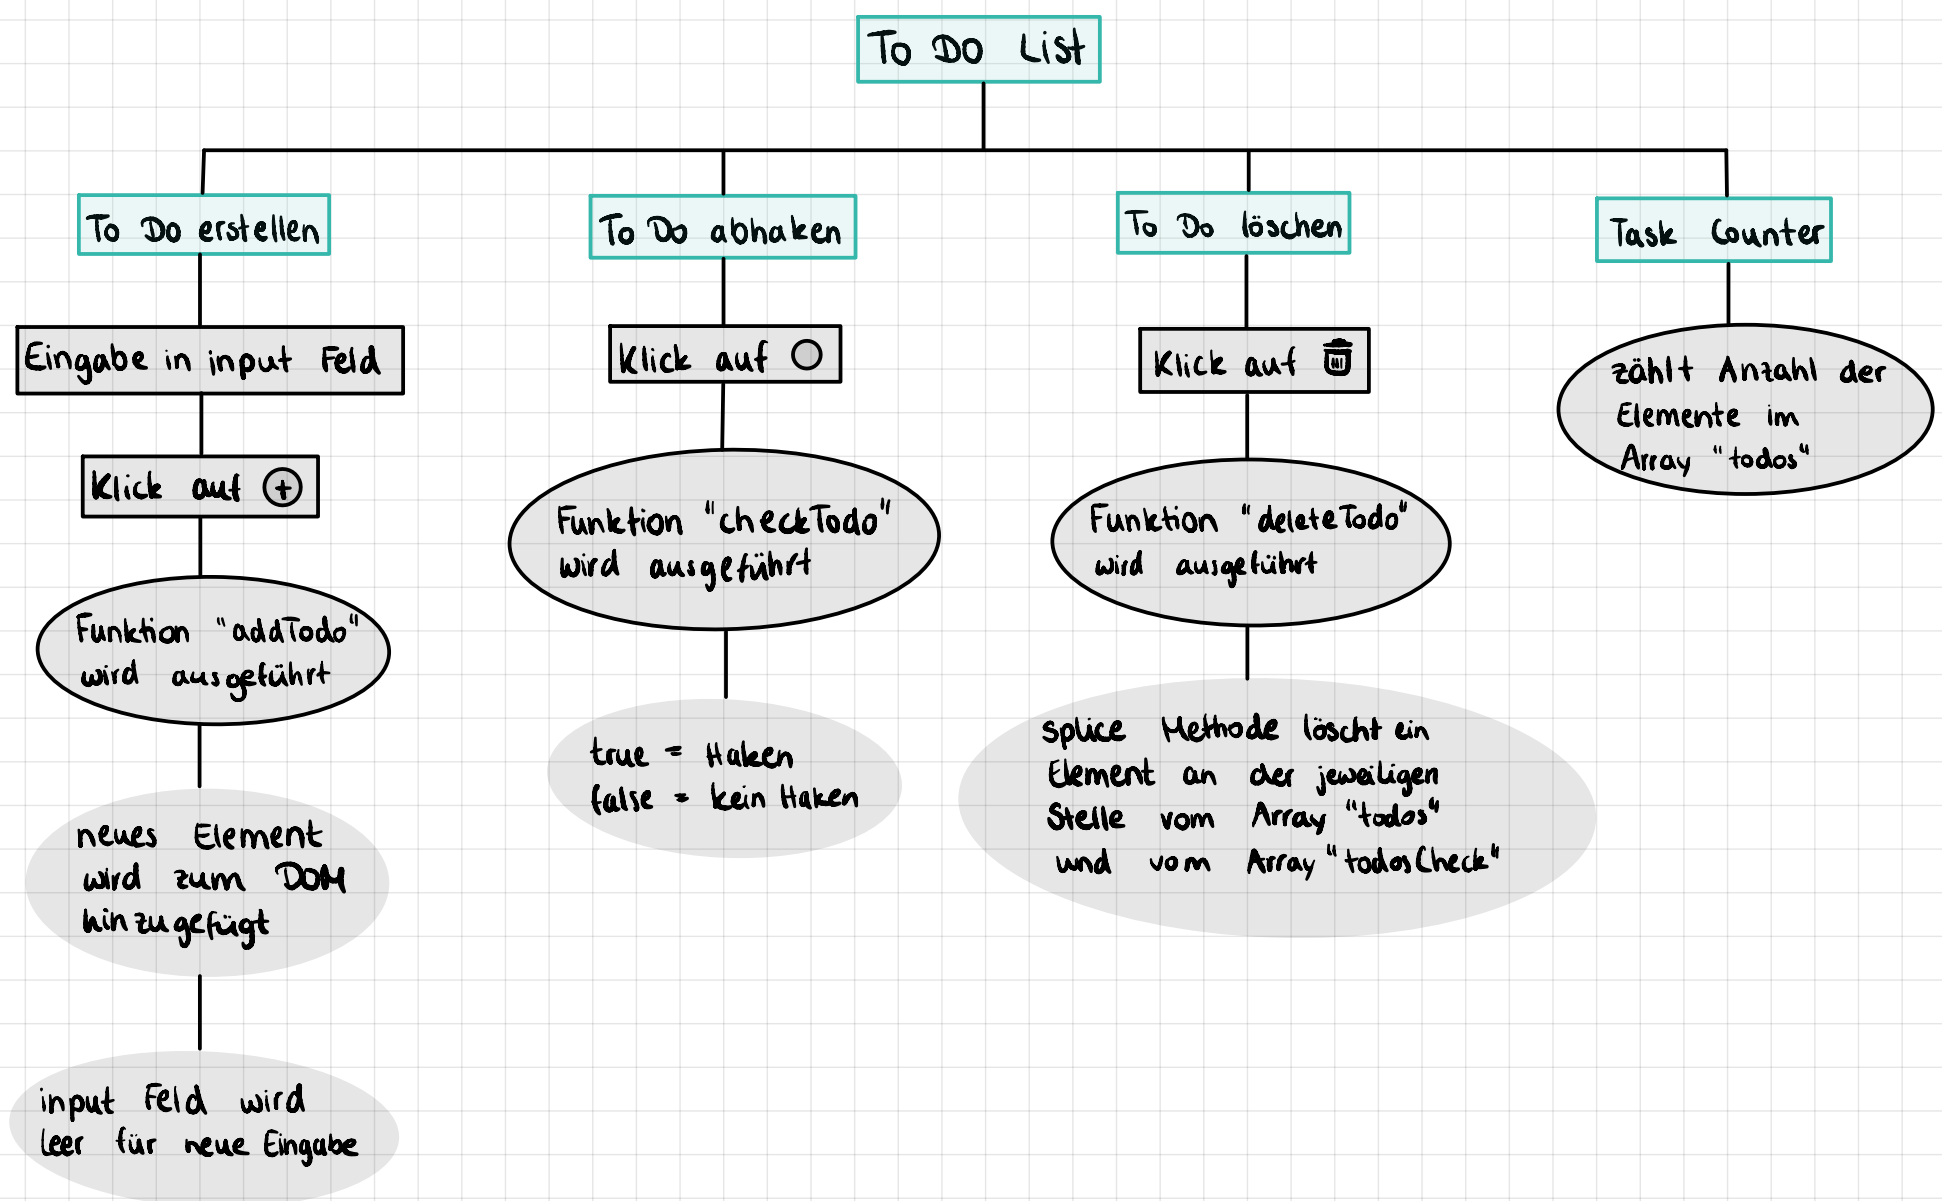 To Do List
To Do erstellen
Eingabe in input Feld
Klick auf +
Funktion "addTodo"
wird ausgeführt
neues Element
wird zum DOM
hinzugefügt
input Feld wird
leer für neue Eingabe
To Do abhaken
Klick auf
Funktion "checkTodo"
wird ausgeführt
true = Haken
false = kein Haken
To Do löschen
Klick auf
Funktion "deleteTodo"
wird ausgeführt
splice Methode löscht ein
Element an der jeweiligen
Stelle vom Array "todos"
und vom Array "todosCheck"
Task Counter
zählt Anzahl der
Elemente im
Array "todos"